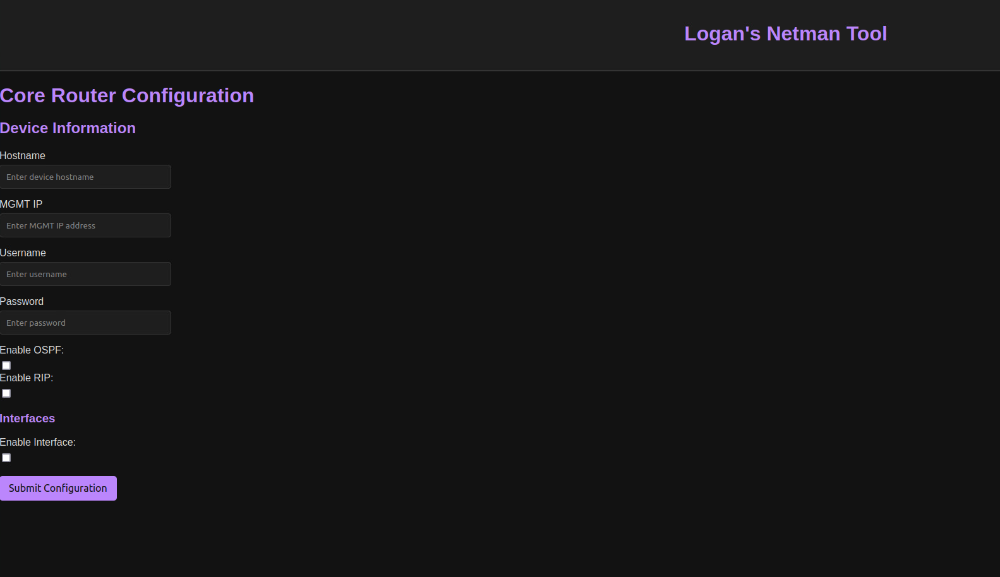 Logan's Netman Tool
Core Router Configuration
Device Information
Hostname
Enter device hostname
MGMT IP
Enter MGMT IP address
Username
Enter username
Password
Enter password
Enable OSPF:
Enable RIP:
Interfaces
Enable Interface:
Submit Configuration